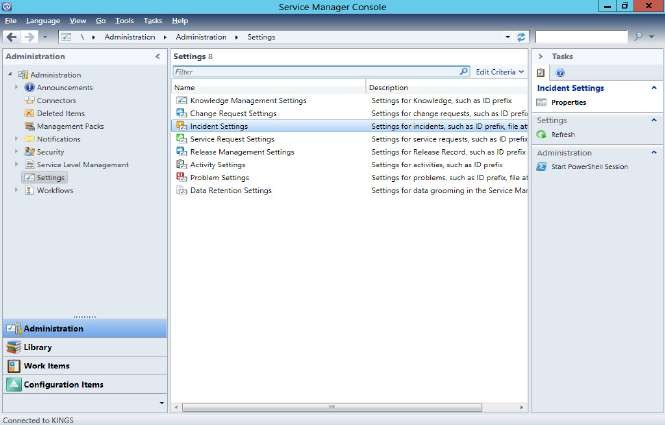 Service Manager Console
File Language View Go Tools Tasks Help
\ Administration Administration Settings
Administration
Administration
Announcements
Connectors
Deleted Items
Management Packs
Notifications
Security
Service Level Management
Settings
Workflows
Administration
Library
Work Items
Configuration Items
Settings 8
Filter
Edit Criteria
Name Description
Knowledge Management Settings Settings for Knowledge, such as ID prefix
Change Request Settings Settings for change requests, such as ID prefix
Incident Settings Settings for incidents, such as ID prefix, file at
Service Request Settings Settings for service requests, such as ID prefix
Release Management Settings Settings for Release Record, such as ID prefix
Activity Settings Settings for activities, such as ID prefix
Problem Settings Settings for problems, such as ID prefix, file at
Data Retention Settings Settings for data grooming in the Service Mar
Tasks
Incident Settings
Properties
Settings
Refresh
Administration
Start PowerShell Session
Connected to KINGS